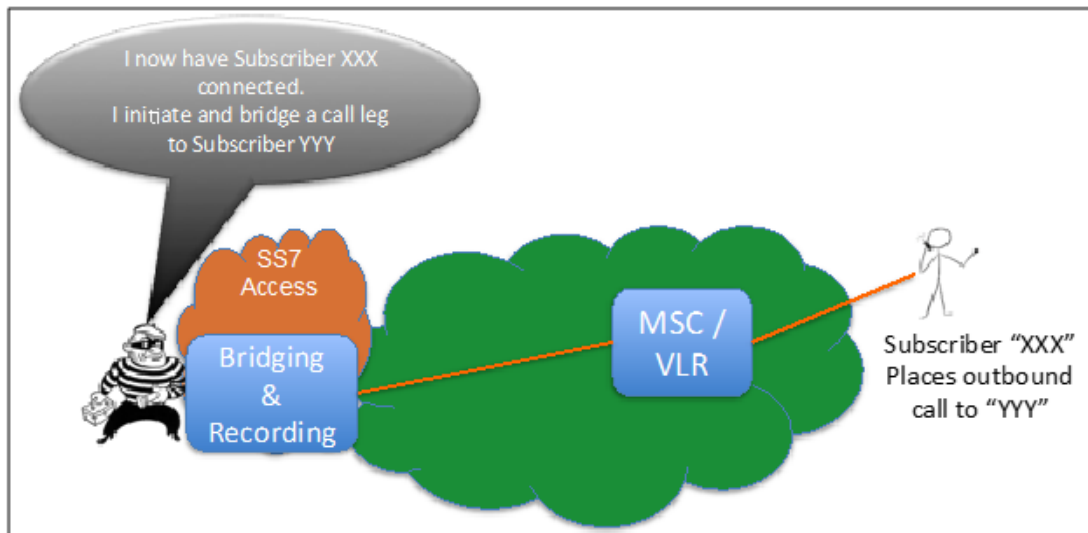 I now have Subscriber XXX
connected.
I initiate and bridge a call leg
to Subscriber YYY
SS7
Access
Bridging
&
Recording
MSC /
VLR
Subscriber “XXX”
Places outbound
call to “YYY”